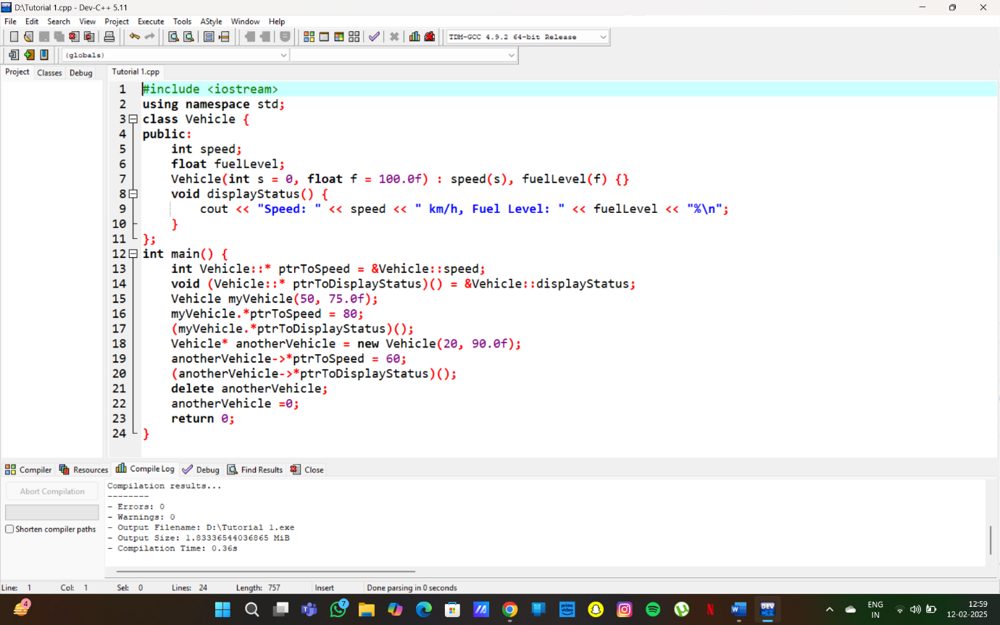 D:\Tutorial 1.cpp - Dev-C++ 5.11
File Edit Search View Project Execute Tools AStyle Window Help
TDM-GCC 4.9.2 64-bit Release
(globals)
Project Classes Debug Tutorial 1.cpp
1 #include <iostream>
2 using namespace std;
3 class Vehicle {
4 public:
5 int speed;
6 float fuelLevel;
7 Vehicle(int s = 0, float f = 100.0f) : speed(s), fuelLevel(f) {}
8 void displayStatus() {
9 cout << "Speed: " << speed << " km/h, Fuel Level: " << fuelLevel << "%\n";
10 }
11 };
12 int main() {
13 int Vehicle::* ptrToSpeed = &Vehicle::speed;
14 void (Vehicle::* ptrToDisplayStatus)() = &Vehicle::displayStatus;
15 Vehicle myVehicle(50, 75.0f);
16 myVehicle.*ptrToSpeed = 80;
17 (myVehicle.*ptrToDisplayStatus)();
18 Vehicle* anotherVehicle = new Vehicle(20, 90.0f);
19 anotherVehicle->*ptrToSpeed = 60;
20 (anotherVehicle->*ptrToDisplayStatus)();
21 delete anotherVehicle;
22 anotherVehicle =0;
23 return 0;
24 }
Compiler Resources Compile Log Debug Find Results Close
Abort Compilation
Shorten compiler paths
Compilation results...
--------
- Errors: 0
- Warnings: 0
- Output Filename: D:\Tutorial 1.exe
- Output Size: 1.83336544036865 MiB
- Compilation Time: 0.36s
Line: 1 Col: 1 Sel: 0 Lines: 24 Length: 757 Insert Done parsing in 0 seconds
4
7
prime video
DEV
ENG
IN
12:59
12-02-2025